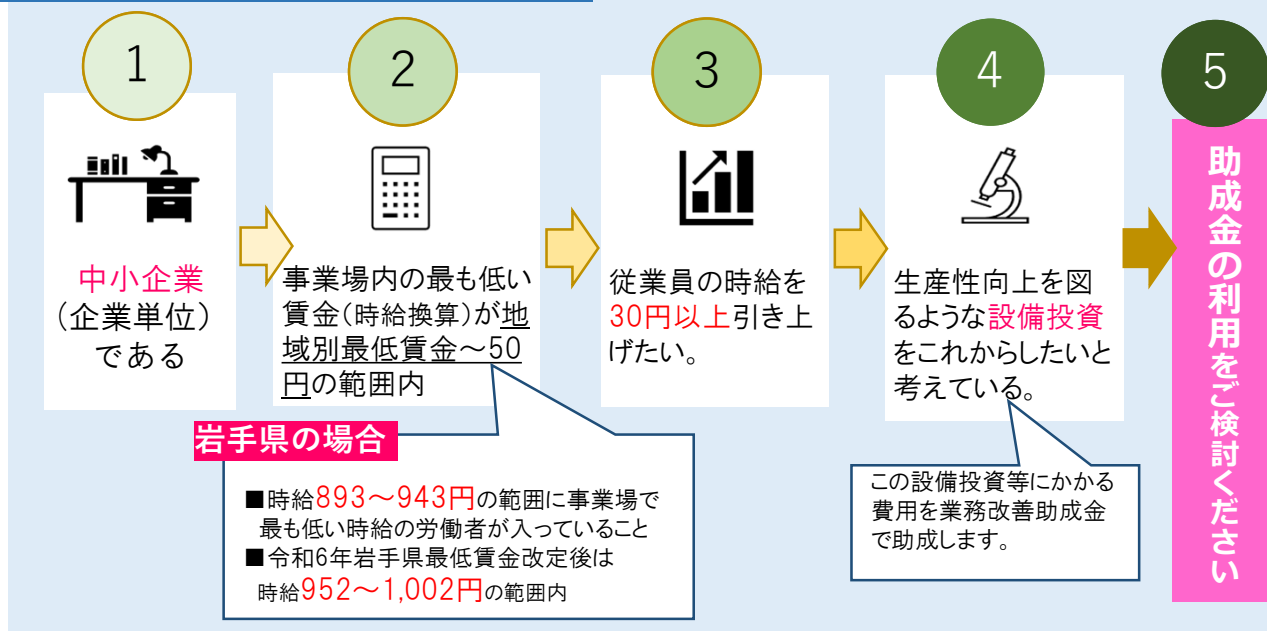 1
中小企業
（企業単位）
である
2
事業場内の最も低い
賃金（時給換算）が地
域別最低賃金～50
円の範囲内
岩手県の場合
■時給893～943円の範囲に事業場で
最も低い時給の労働者が入っていること
■令和6年岩手県最低賃金改定後は
時給952～1,002円の範囲内
3
従業員の時給を
30円以上引き上
げたい。
4
生産性向上を図
るような設備投資
をこれからしたいと
考えている。
この設備投資等にかかる
費用を業務改善助成金
で助成します。
5
助成金の利用をご検討ください